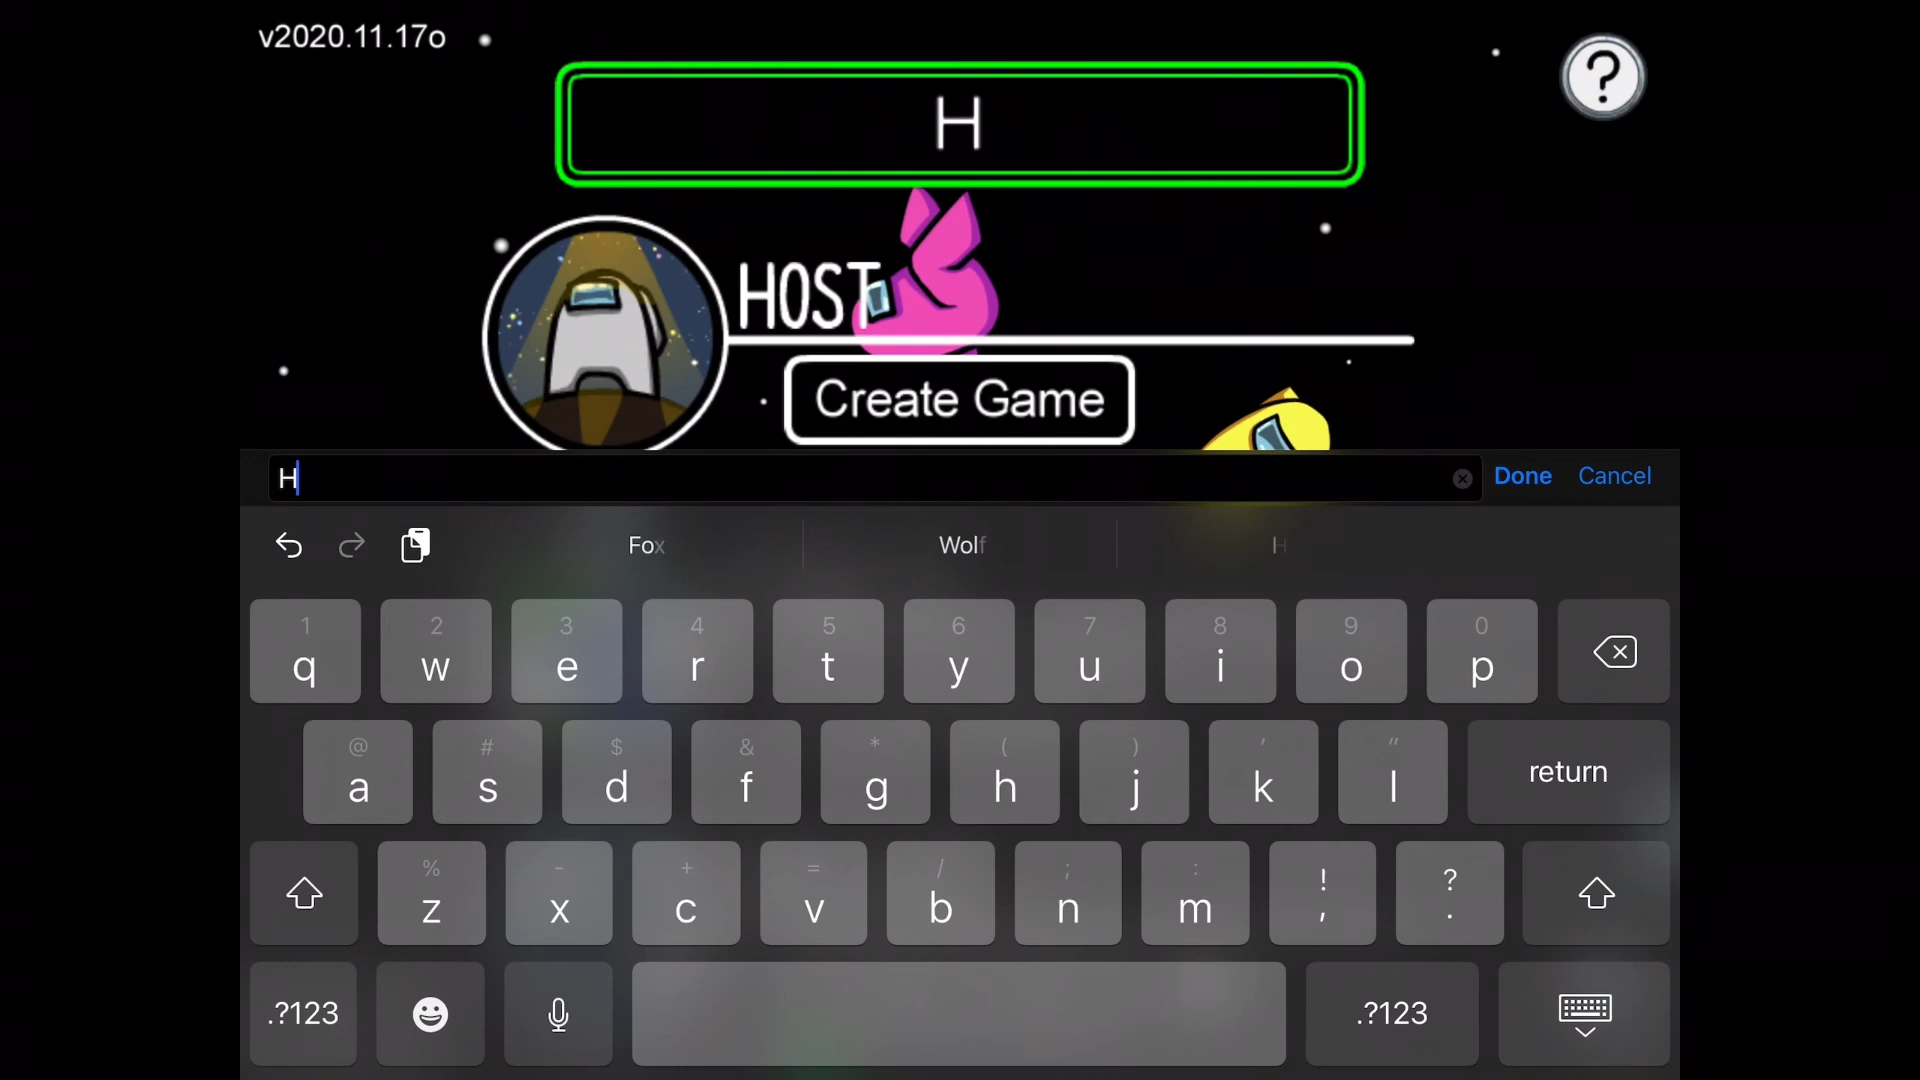 v2020.11.17o
?
H
HOST
Create Game
H Done Cancel
Fox Wolf H
1 2 3 4 5 6 7 8 9 0
q w e r t y u i o p
@ # $ & * ( ) ' "
a s d f g h j k l return
% - + = / ; : ! ?
z x c v b n m , .
.?123 .?123